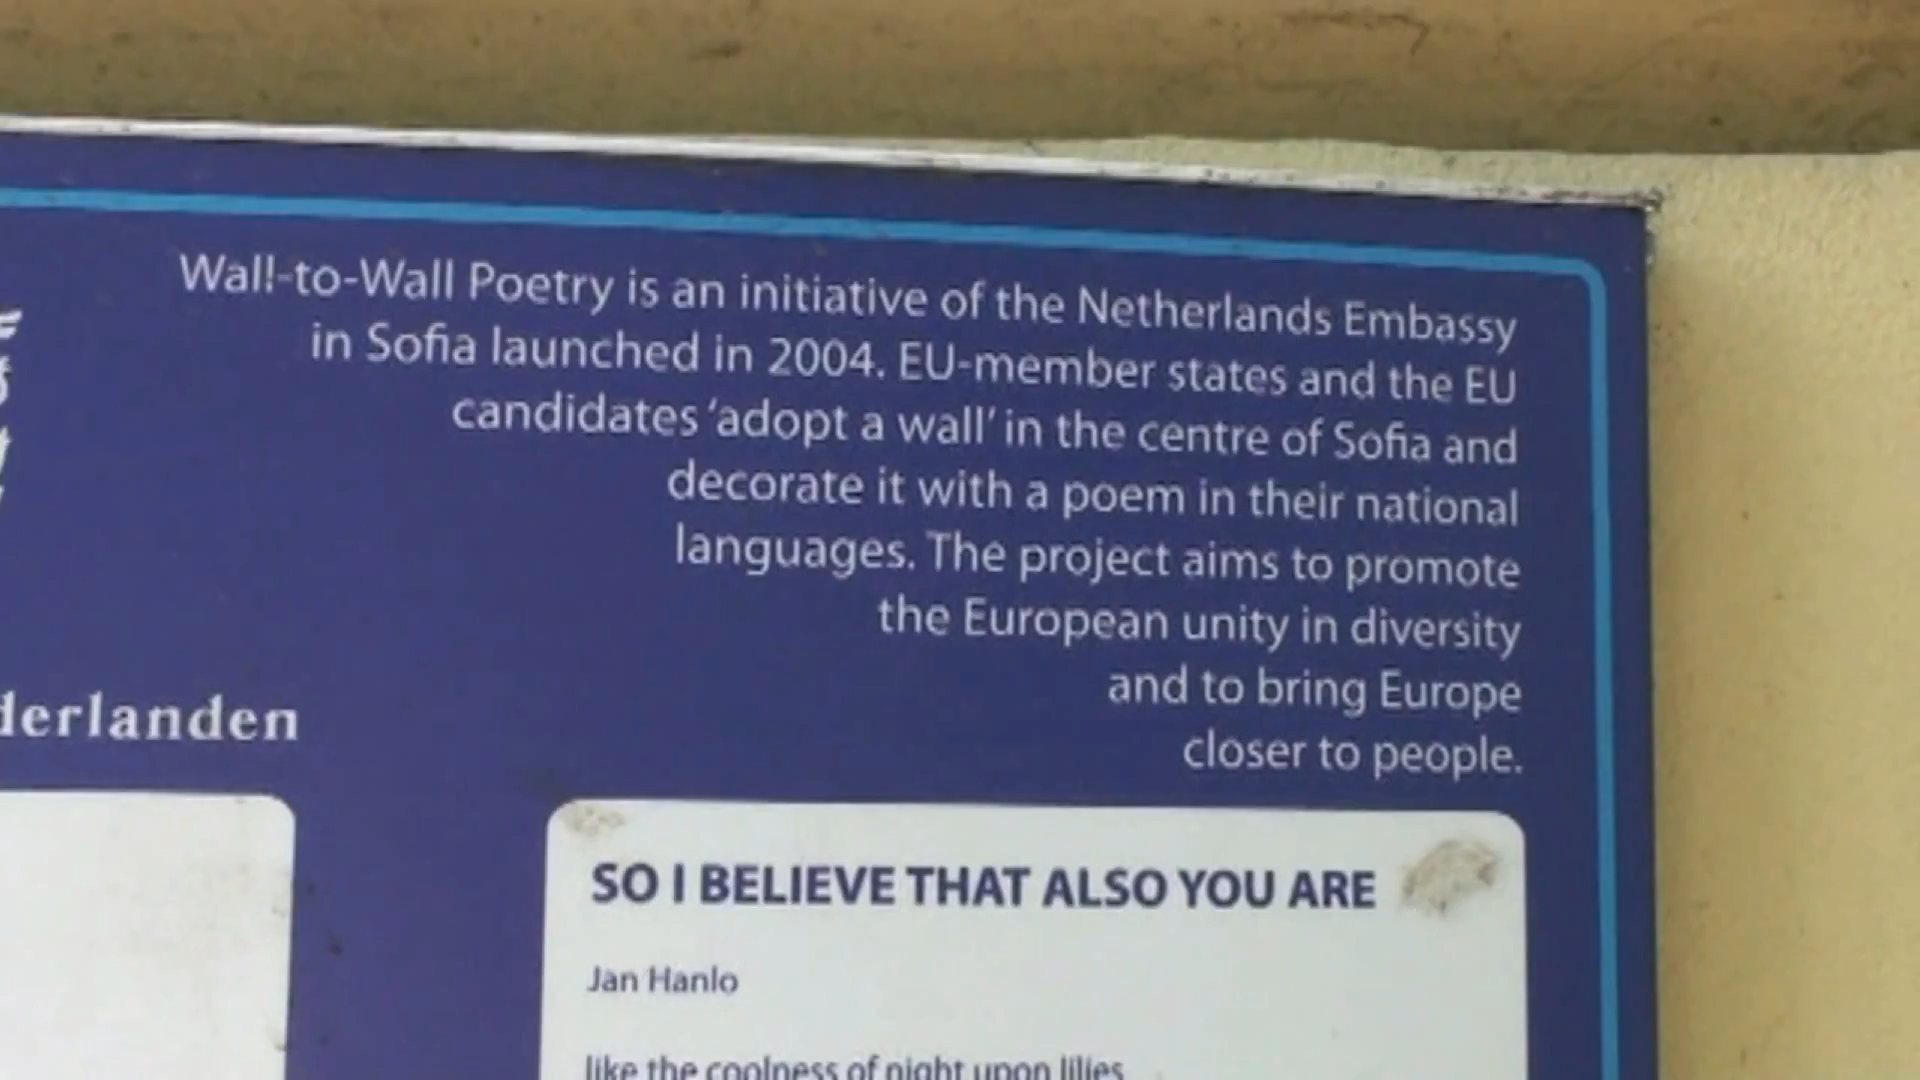 Wall-to-Wall Poetry is an initiative of the Netherlands Embassy
in Sofia launched in 2004. EU-member states and the EU
candidates ‘adopt a wall’ in the centre of Sofia and
decorate it with a poem in their national
languages. The project aims to promote
the European unity in diversity
and to bring Europe
closer to people.
derlanden
SO I BELIEVE THAT ALSO YOU ARE
Jan Hanlo
like the coolness of night upon lilies